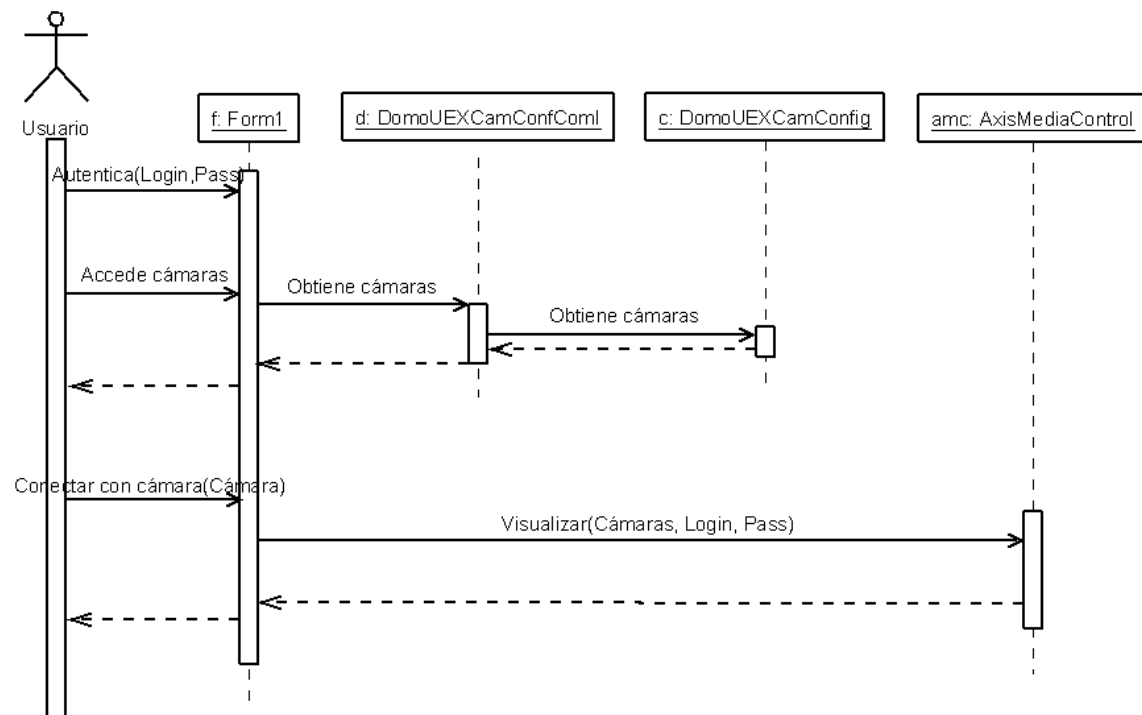 Usuario
f: Form1
d: DomoUEXCamConfComl
c: DomoUEXCamConfig
amc: AxisMediaControl
Autentica(Login,Pass)
Accede cámaras
Obtiene cámaras
Obtiene cámaras
Conectar con cámara(Cámara)
Visualizar(Cámaras, Login, Pass)